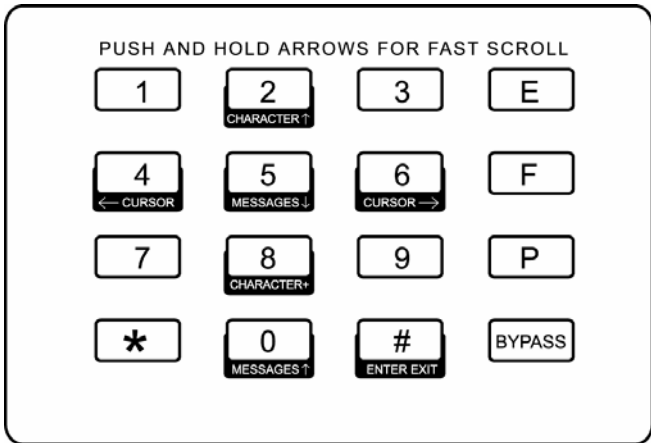 PUSH AND HOLD ARROWS FOR FAST SCROLL
1 2 3 E
CHARACTER↑
4 5 6 F
← CURSOR MESSAGES↓ CURSOR →
7 8 9 P
CHARACTER+
* 0 # BYPASS
MESSAGES↑ ENTER EXIT